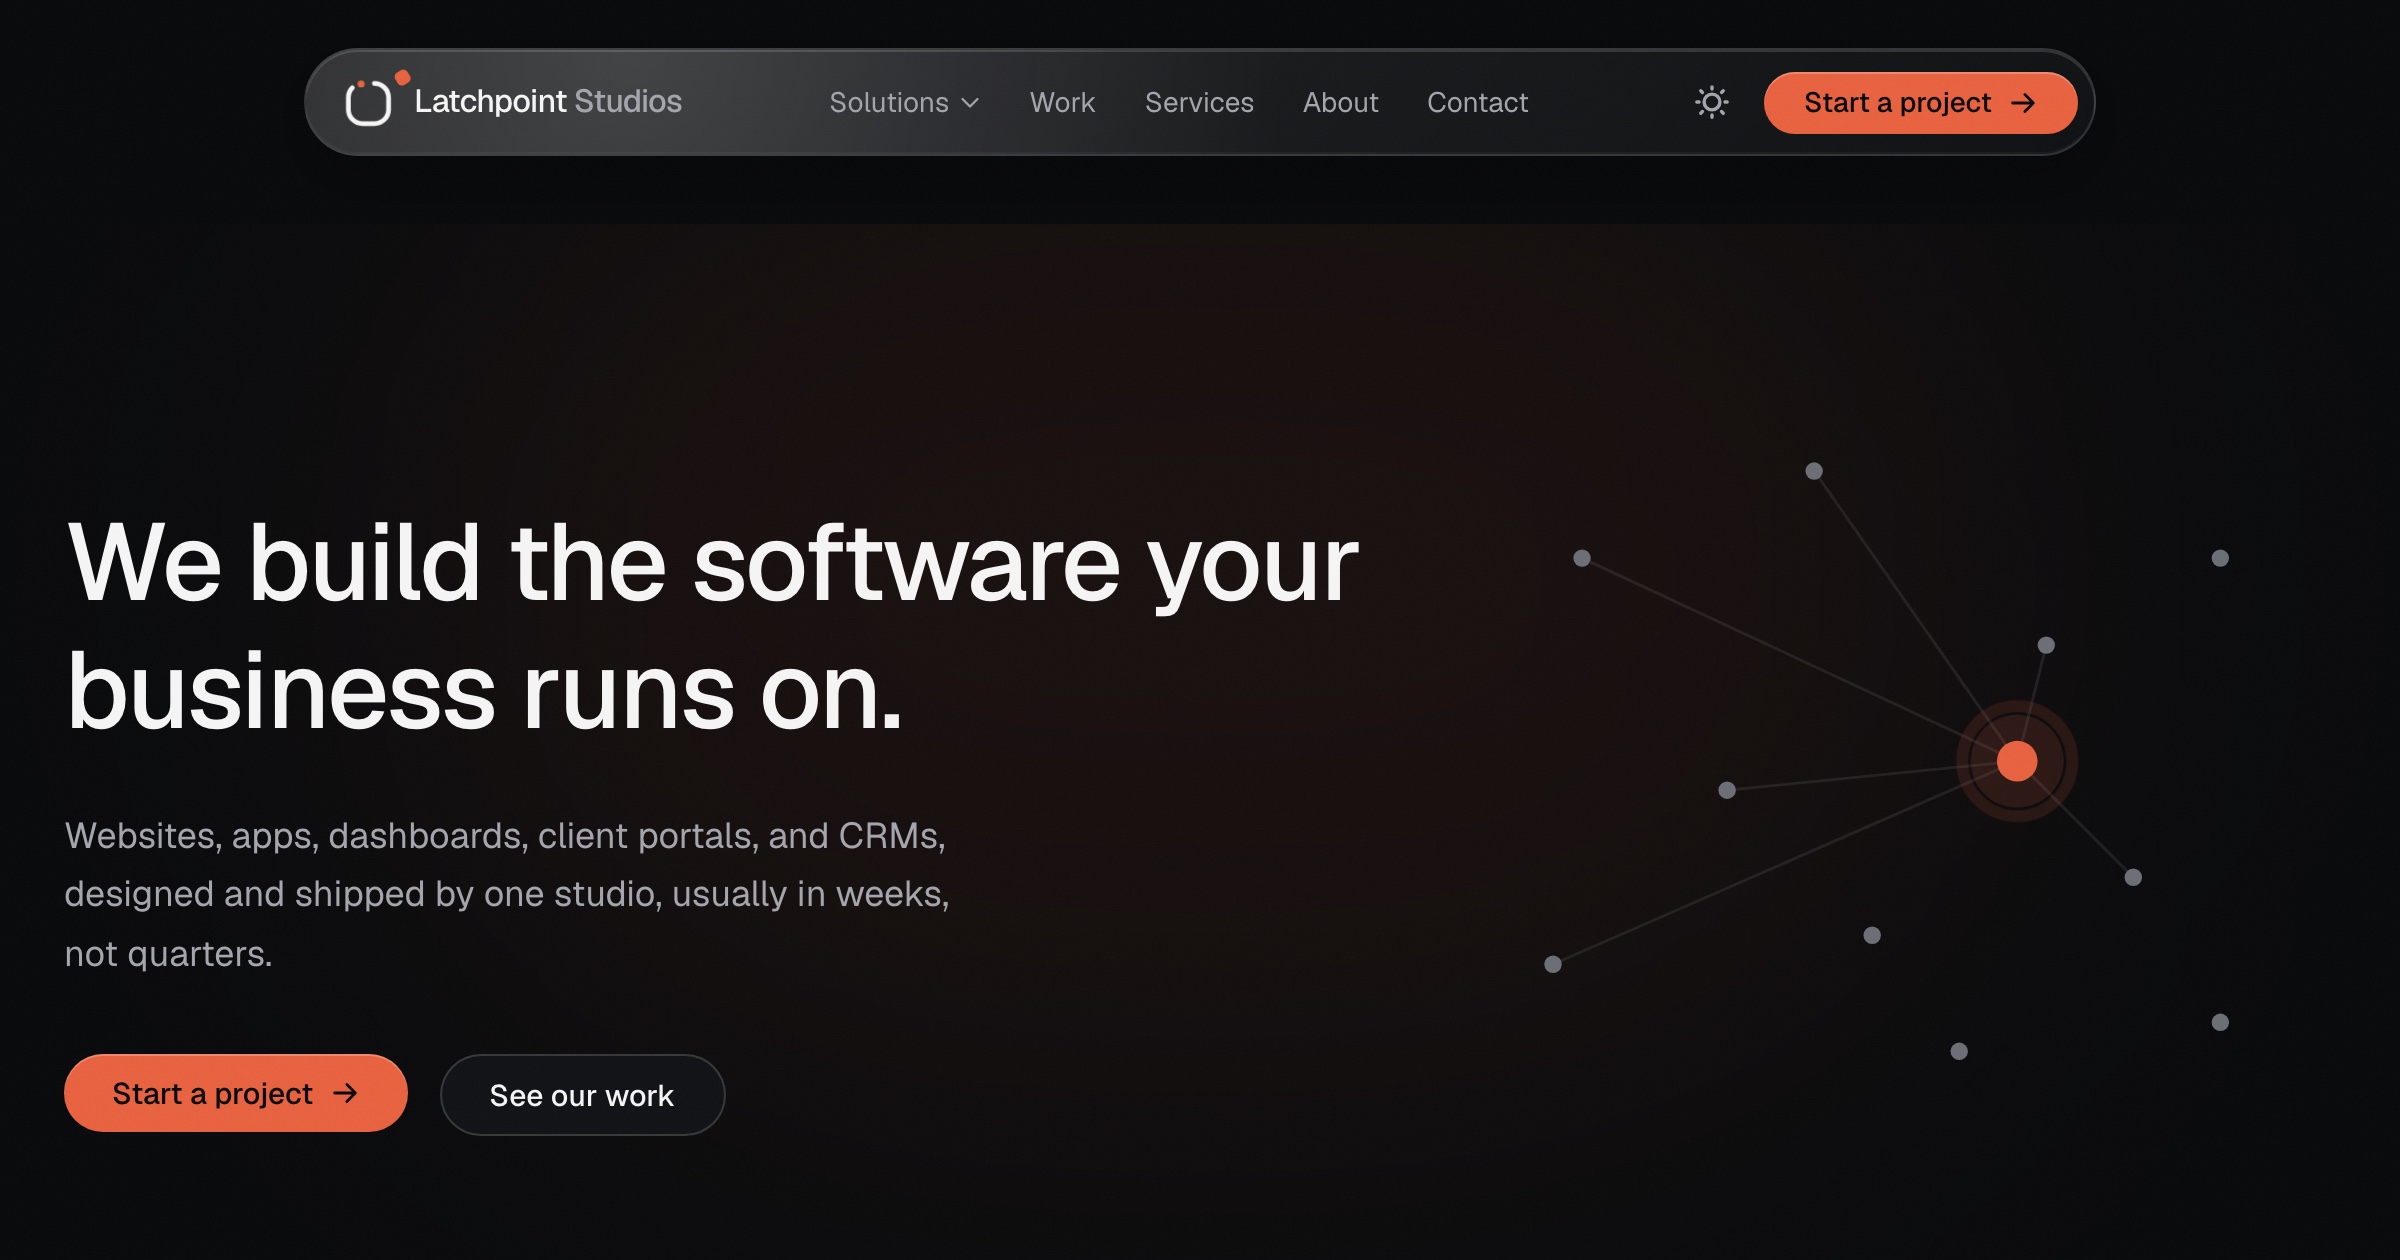 Latchpoint Studios
Solutions
Work
Services
About
Contact
Start a project
We build the software your
business runs on.
Websites, apps, dashboards, client portals, and CRMs,
designed and shipped by one studio, usually in weeks,
not quarters.
Start a project
See our work